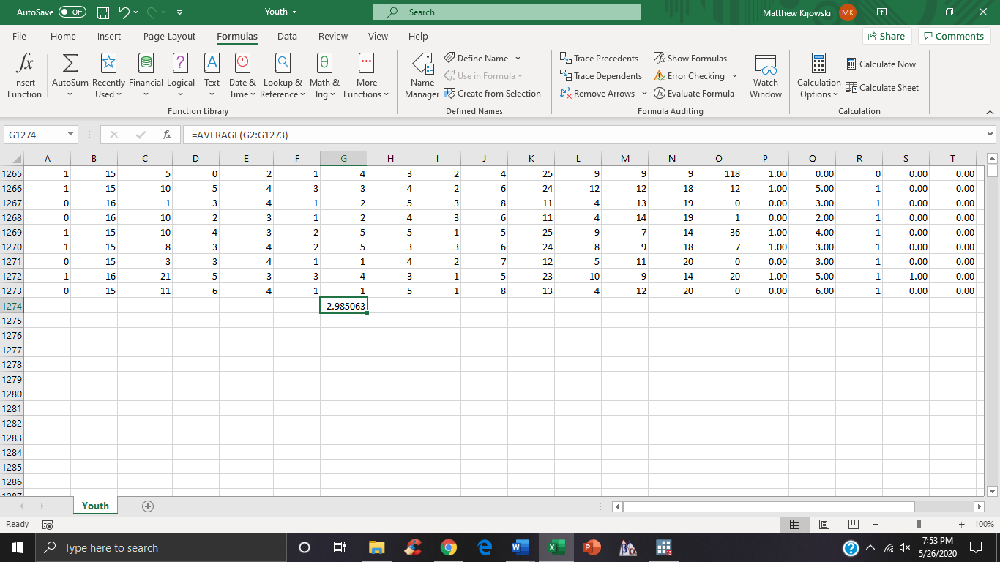 AutoSave Off Youth Search Matthew Kijowski MK
File Home Insert Page Layout Formulas Data Review View Help Share Comments
fx Σ ? A θ
Insert Function AutoSum Recently Used Financial Logical Text Date & Time Lookup & Reference Math & Trig More Functions
Function Library
Name Manager Define Name
Use in Formula
Create from Selection
Defined Names
Trace Precedents Show Formulas
Trace Dependents Error Checking
Remove Arrows Evaluate Formula
Formula Auditing
Watch Window
Calculation Options Calculate Now
Calculate Sheet
Calculation
G1274 fx =AVERAGE(G2:G1273)
A B C D E F G H I J K L M N O P Q R S T
1265 1 15 5 0 2 1 4 3 2 4 25 9 9 9 118 1.00 0.00 0 0.00 0.00
1266 1 15 10 5 4 3 3 4 2 6 24 12 12 18 12 1.00 5.00 1 0.00 0.00
1267 0 16 1 3 4 1 2 5 3 8 11 4 13 19 0 0.00 3.00 1 0.00 0.00
1268 0 16 10 2 3 1 2 4 3 6 11 4 14 19 1 0.00 2.00 1 0.00 0.00
1269 1 15 10 4 3 2 5 5 1 5 25 9 7 14 36 1.00 4.00 1 0.00 0.00
1270 1 15 8 3 4 2 5 3 3 6 24 8 9 18 7 1.00 3.00 1 0.00 0.00
1271 0 15 3 3 4 1 1 4 2 7 12 5 11 20 0 0.00 3.00 1 0.00 0.00
1272 1 16 21 5 3 3 4 3 1 5 23 10 9 14 20 1.00 5.00 1 1.00 0.00
1273 0 15 11 6 4 1 1 5 1 8 13 4 12 20 0 0.00 6.00 1 0.00 0.00
1274 2.985063
1275
1276
1277
1278
1279
1280
1281
1282
1283
1284
1285
1286
1287
Youth
Ready 100%
Type here to search 7:53 PM
5/26/2020